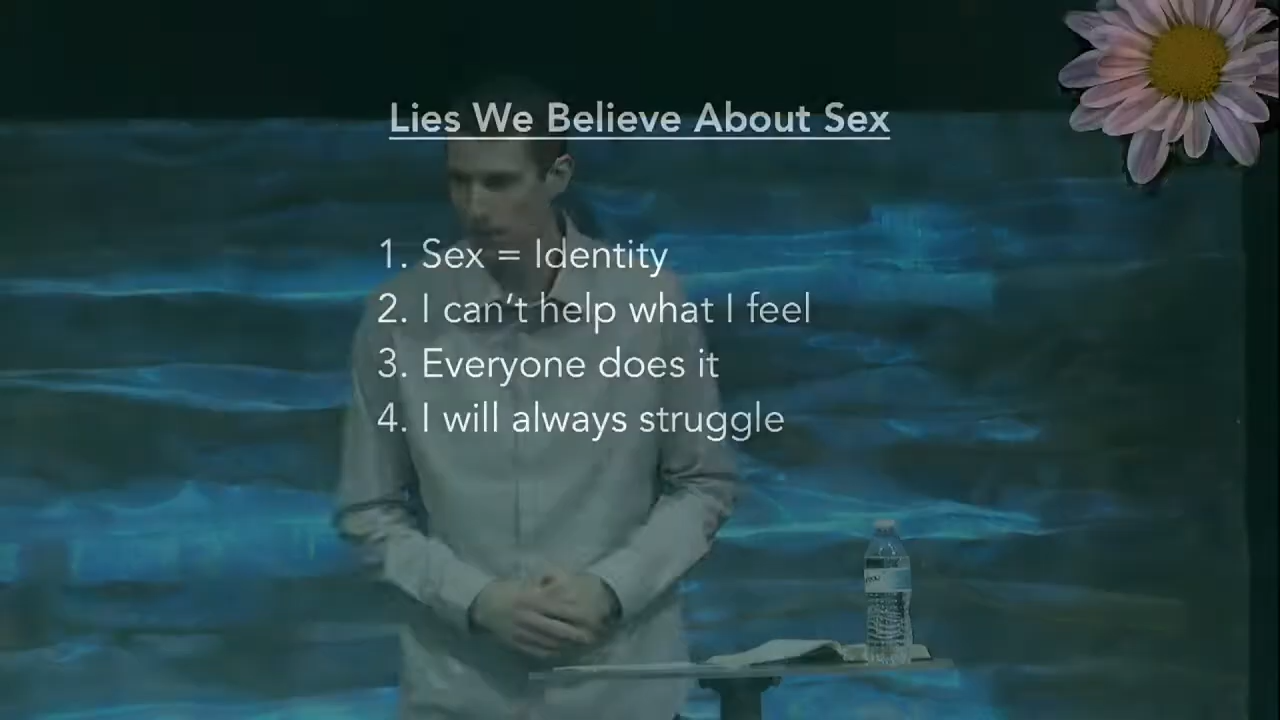 Lies We Believe About Sex
1. Sex = Identity
2. I can't help what I feel
3. Everyone does it
4. I will always struggle